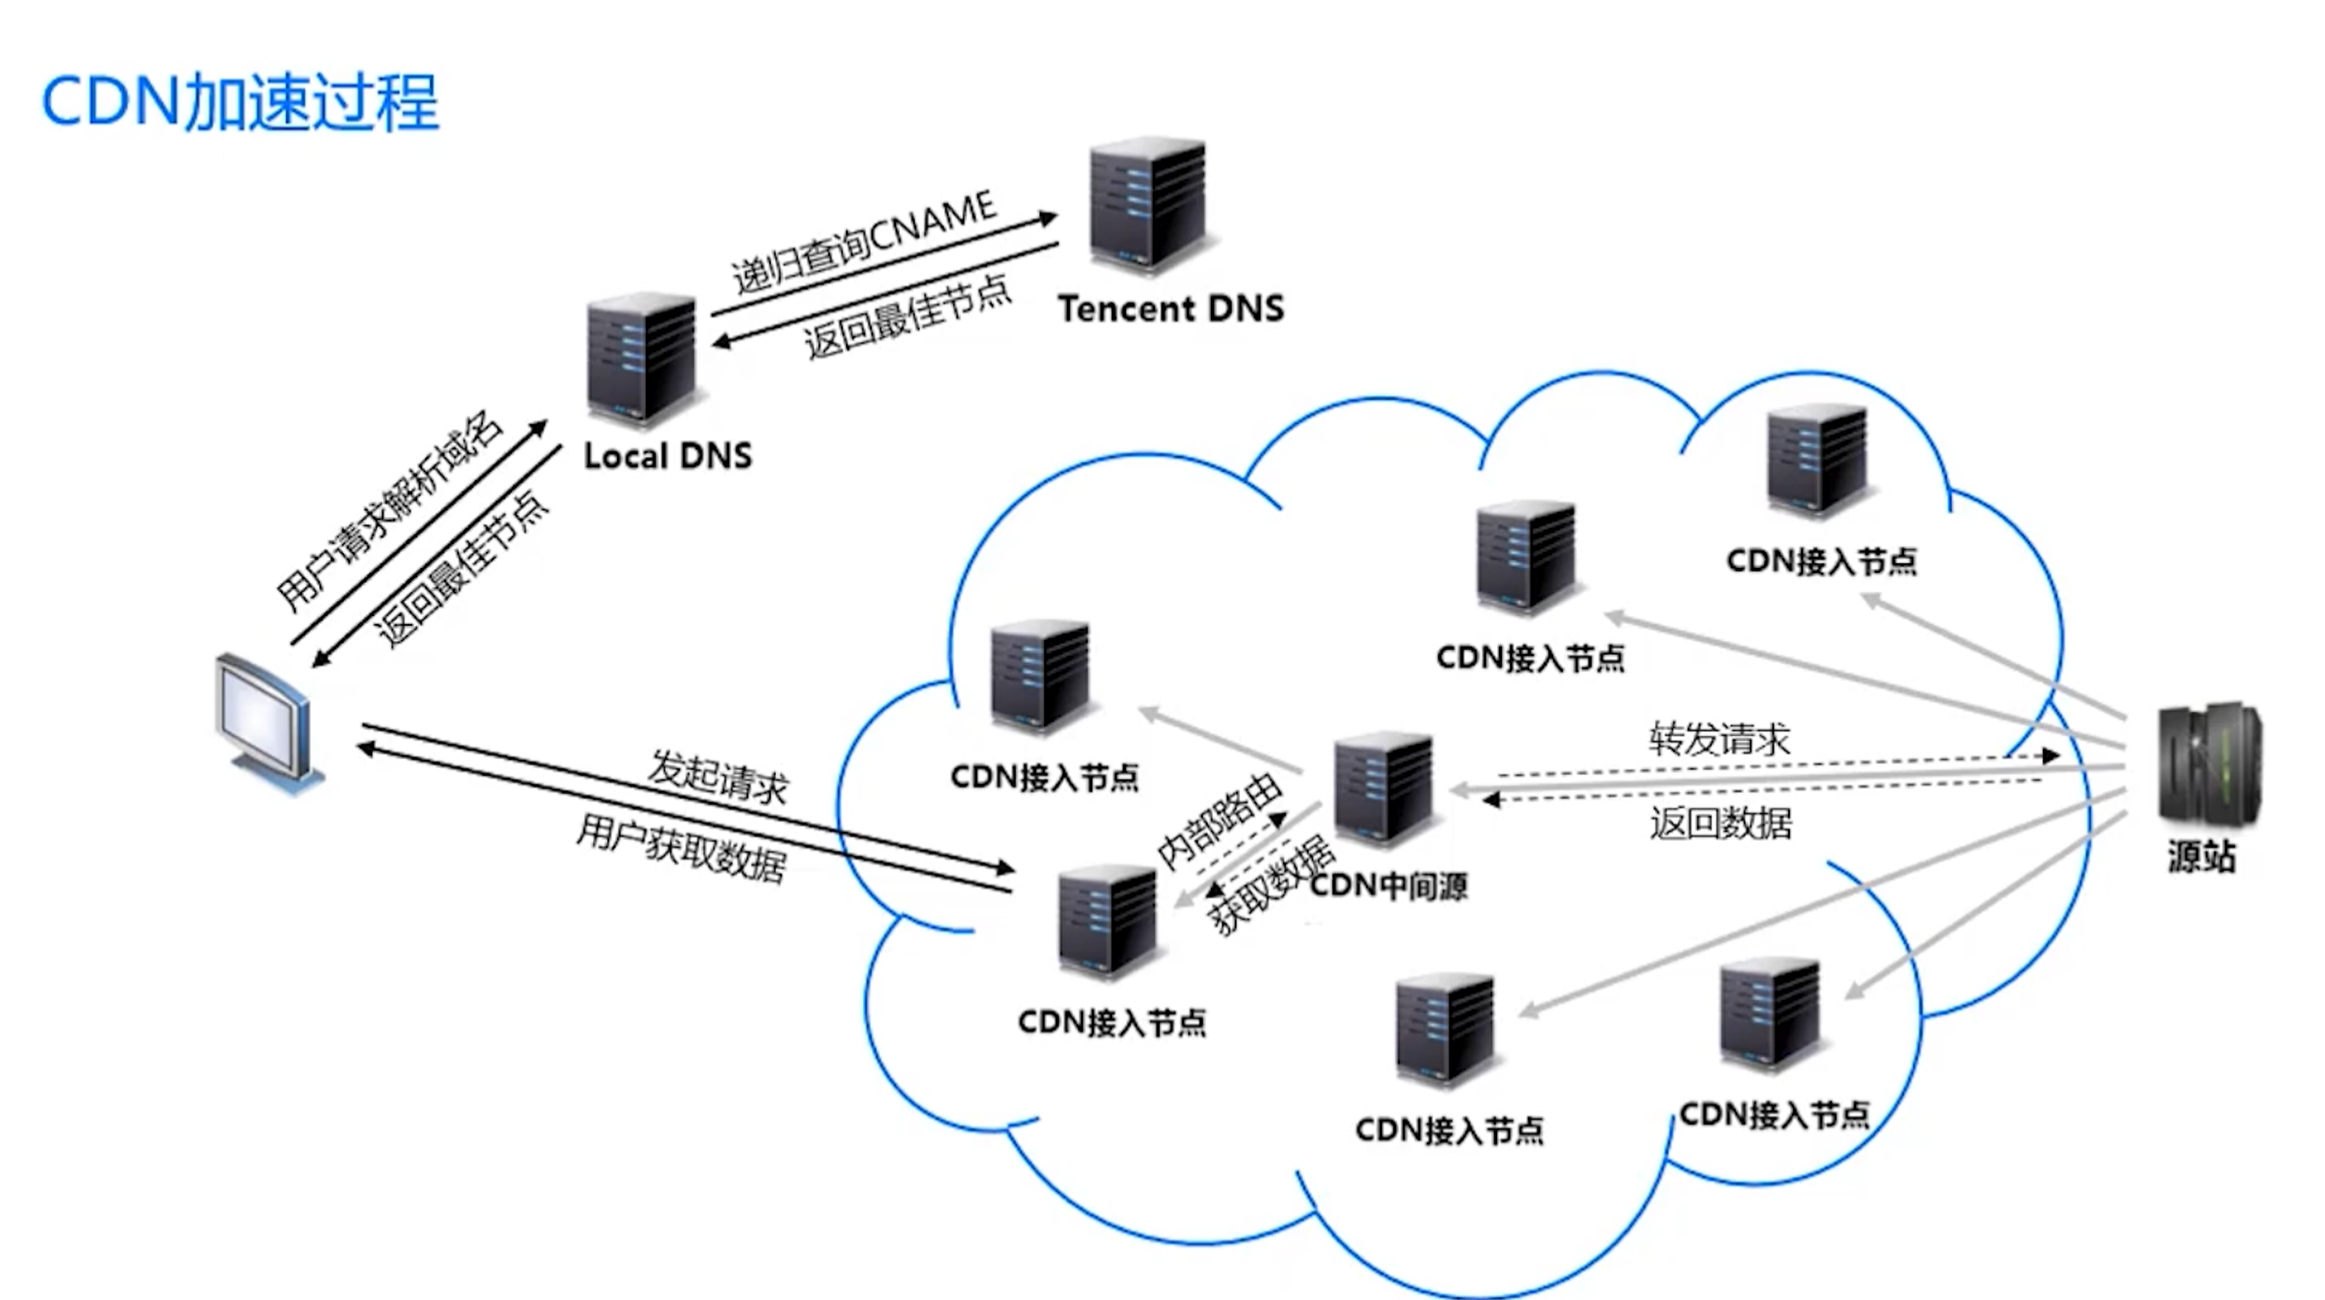 CDN加速过程
递归查询CNAME
返回最佳节点
Tencent DNS
Local DNS
用户请求解析域名
返回最佳节点
CDN接入节点
CDN接入节点
CDN接入节点
发起请求
用户获取数据
内部路由
获取数据
CDN中间源
转发请求
返回数据
源站
CDN接入节点
CDN接入节点
CDN接入节点